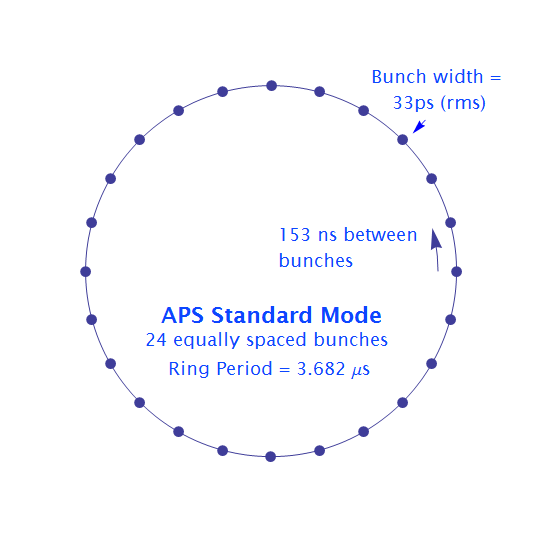 Bunch width =
33ps (rms)
153 ns between
bunches
APS Standard Mode
24 equally spaced bunches
Ring Period = 3.682 μs